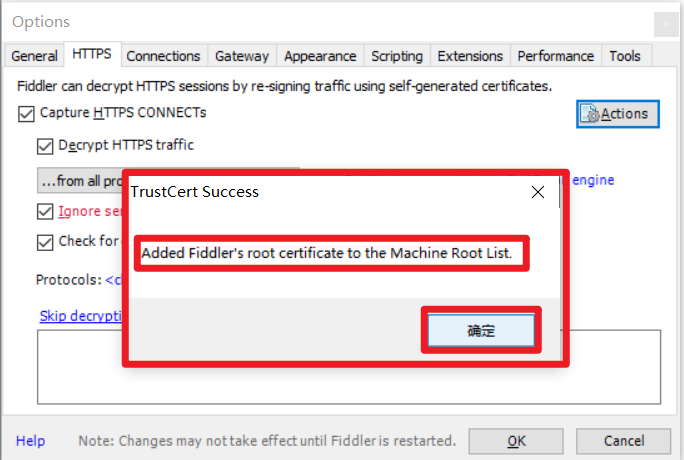 Options
General HTTPS Connections Gateway Appearance Scripting Extensions Performance Tools
Fiddler can decrypt HTTPS sessions by re-signing traffic using self-generated certificates.
Capture HTTPS CONNECTs
Actions
Decrypt HTTPS traffic
...from all engine
TrustCert Success
Ignore
Check for
Added Fiddler's root certificate to the Machine Root List.
Protocols:
Skip
确定
Help Note: Changes may not take effect until Fiddler is restarted. OK Cancel